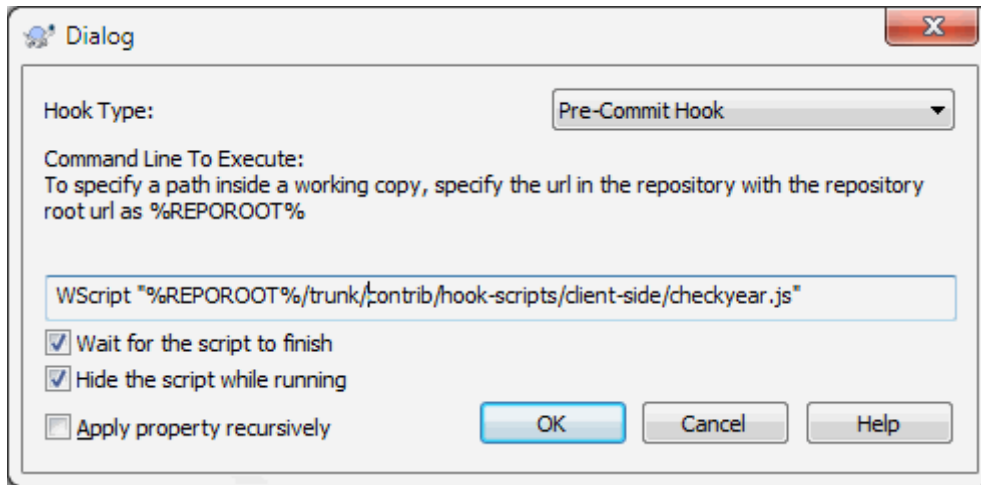 Dialog
Hook Type:
Pre-Commit Hook
Command Line To Execute:
To specify a path inside a working copy, specify the url in the repository with the repository
root url as %REPOROOT%
WScript "%REPOROOT%/trunk/contrib/hook-scripts/client-side/checkyear.js"
Wait for the script to finish
Hide the script while running
Apply property recursively
OK
Cancel
Help